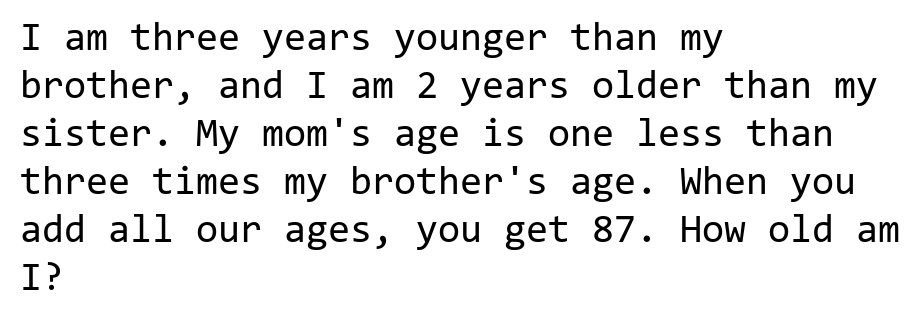 I am three years younger than my
brother, and I am 2 years older than my
sister. My mom's age is one less than
three times my brother's age. When you
add all our ages, you get 87. How old am
I?